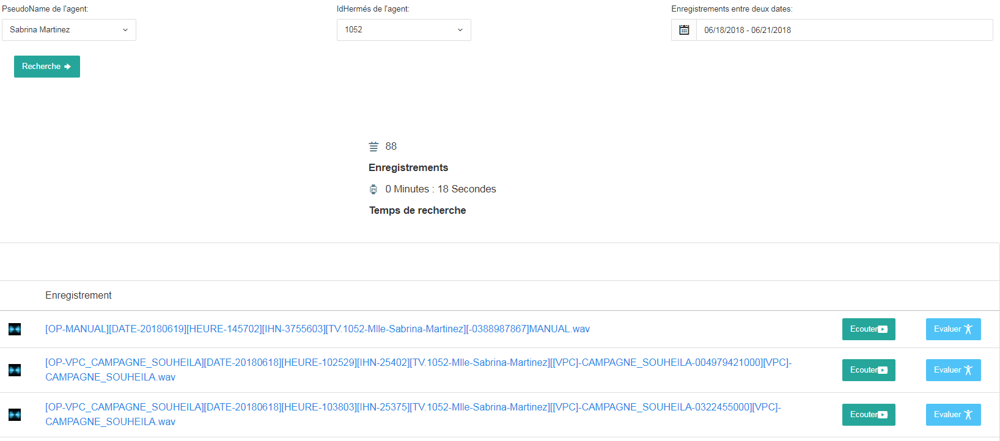 PseudoName de l'agent:
IdHermés de l'agent:
Enregistrements entre deux dates:
Sabrina Martinez
1052
06/18/2018 - 06/21/2018
Recherche
88
Enregistrements
0 Minutes : 18 Secondes
Temps de recherche
Enregistrement
[OP-MANUAL][DATE-20180619][HEURE-145702][IHN-3755603][TV.1052-Mlle-Sabrina-Martinez][-0388987867]MANUAL.wav
Ecouter
Evaluer
[OP-VPC_CAMPAGNE_SOUHEILA][DATE-20180618][HEURE-102529][IHN-25402][TV.1052-Mlle-Sabrina-Martinez][[VPC]-CAMPAGNE_SOUHEILA-004979421000][VPC]-
CAMPAGNE_SOUHEILA.wav
Ecouter
Evaluer
[OP-VPC_CAMPAGNE_SOUHEILA][DATE-20180618][HEURE-103803][IHN-25375][TV.1052-Mlle-Sabrina-Martinez][[VPC]-CAMPAGNE_SOUHEILA-0322455000][VPC]-
CAMPAGNE_SOUHEILA.wav
Ecouter
Evaluer